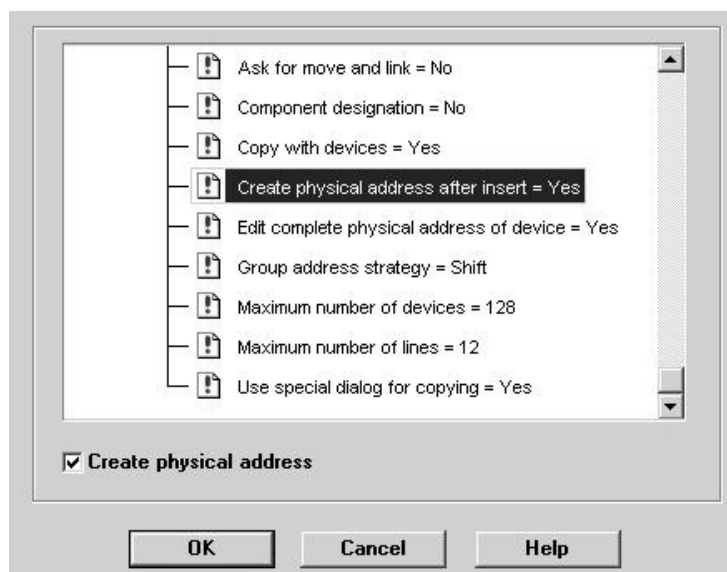 Ask for move and link = No
Component designation = No
Copy with devices = Yes
Create physical address after insert = Yes
Edit complete physical address of device = Yes
Group address strategy = Shift
Maximum number of devices = 128
Maximum number of lines = 12
Use special dialog for copying = Yes
Create physical address
OK Cancel Help